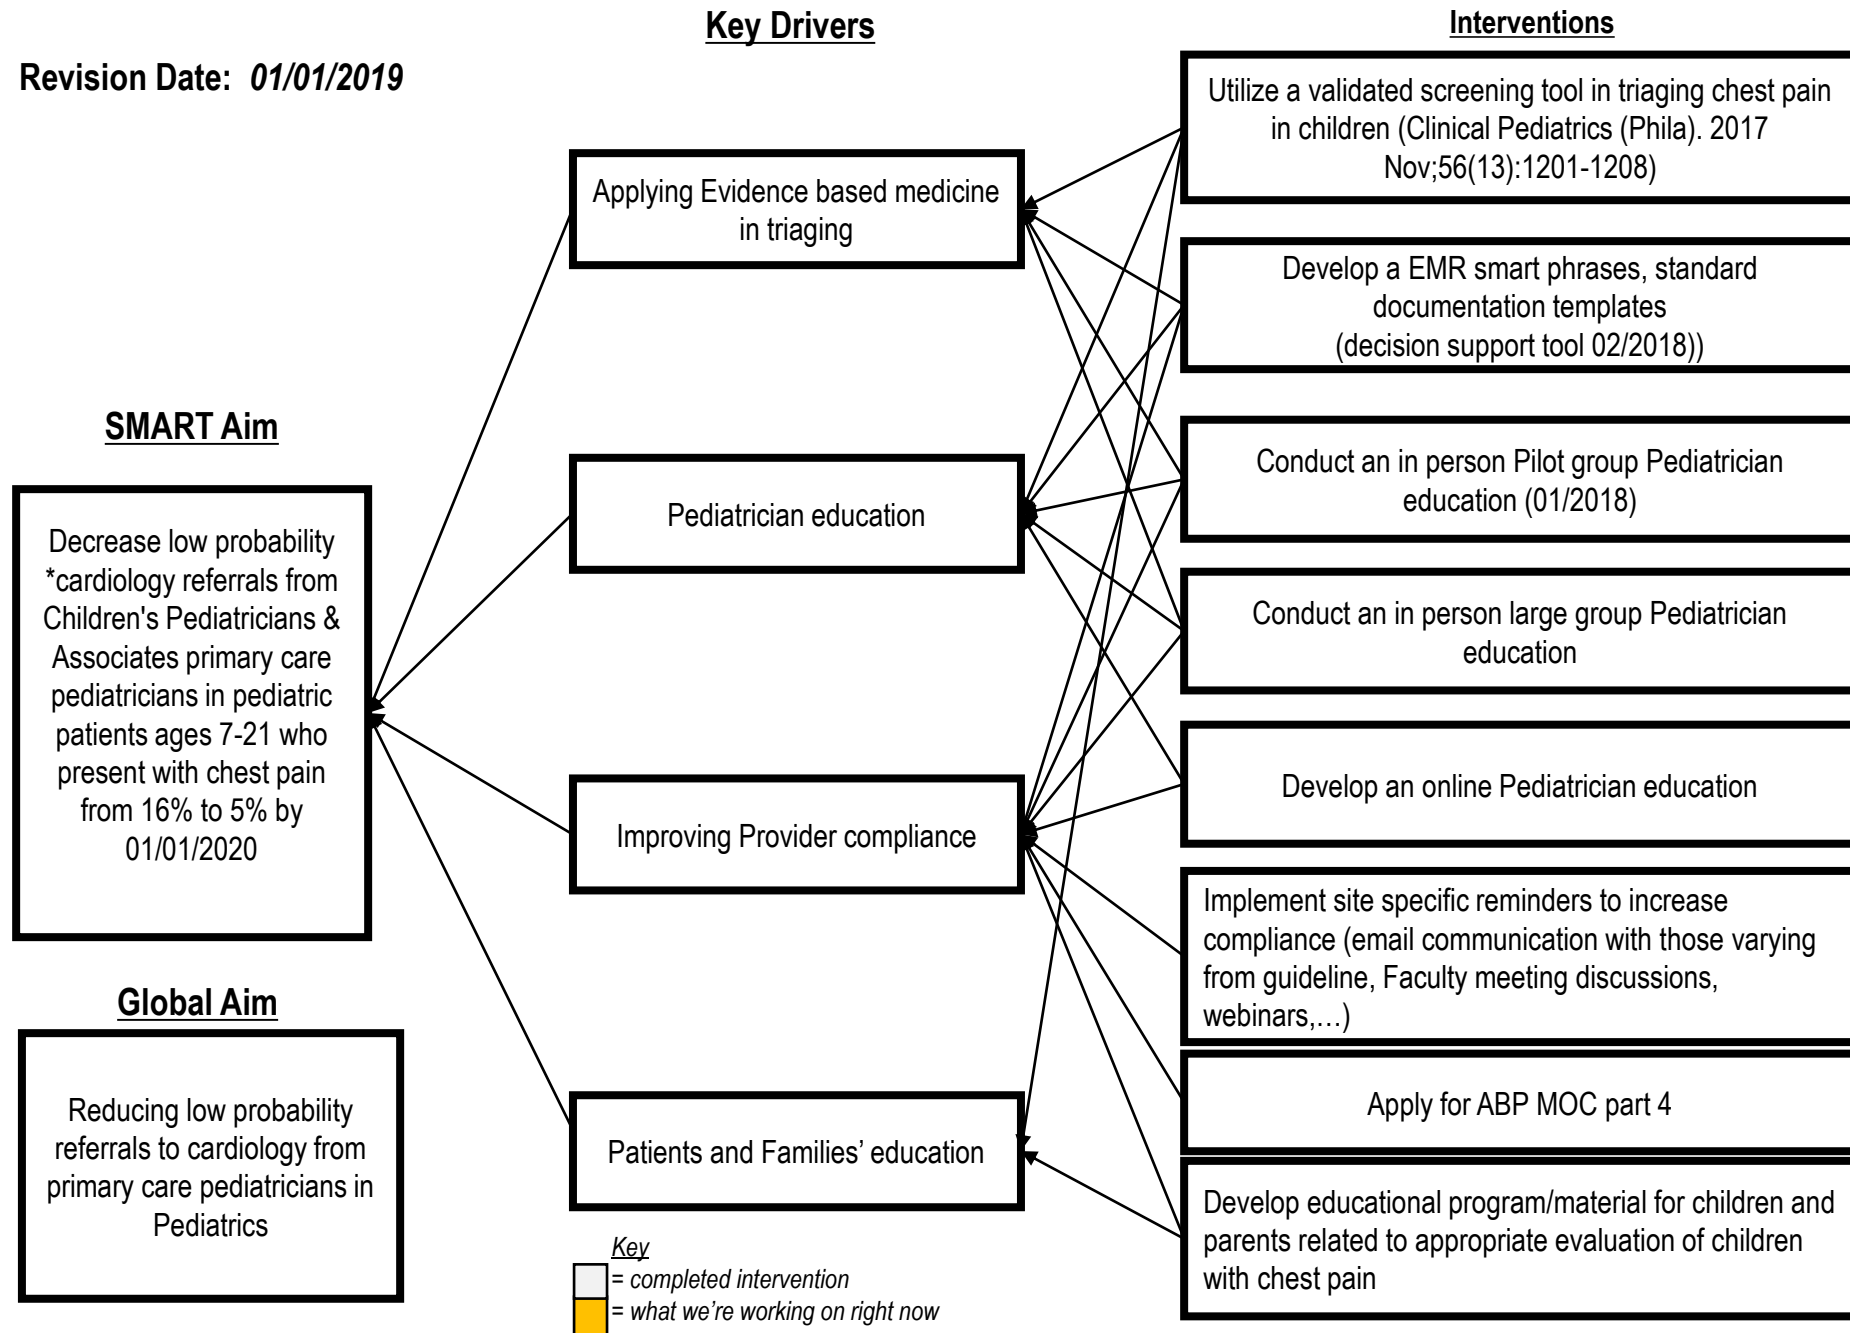 Key Drivers
Interventions
Revision Date: 01/01/2019
Utilize a validated screening tool in triaging chest pain
in children (Clinical Pediatrics (Phila). 2017
Nov;56(13):1201-1208)
Applying Evidence based medicine
in triaging
Develop a EMR smart phrases, standard
documentation templates
(decision support tool 02/2018))
SMART Aim
Conduct an in person Pilot group Pediatrician
education (01/2018)
Pediatrician education
Decrease low probability
*cardiology referrals from
Children's Pediatricians &
Associates primary care
pediatricians in pediatric
patients ages 7-21 who
present with chest pain
from 16% to 5% by
01/01/2020
Conduct an in person large group Pediatrician
education
Develop an online Pediatrician education
Improving Provider compliance
Implement site specific reminders to increase
compliance (email communication with those varying
from guideline, Faculty meeting discussions,
webinars,…)
Global Aim
Reducing low probability
referrals to cardiology from
primary care pediatricians in
Pediatrics
Apply for ABP MOC part 4
Patients and Families’ education
Develop educational program/material for children and
parents related to appropriate evaluation of children
with chest pain
Key
= completed intervention
= what we’re working on right now